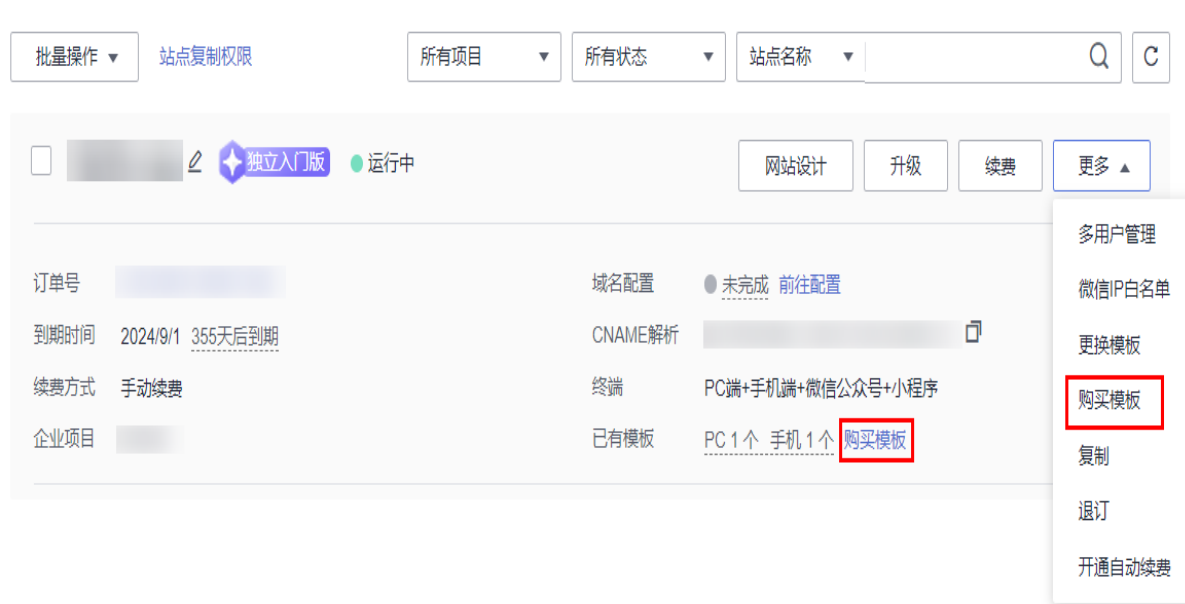 批量操作 站点复制权限 所有项目 所有状态 站点名称
独立入门版 运行中 网站设计 升级 续费 更多
多用户管理
微信IP白名单
更换模板
购买模板
复制
退订
开通自动续费
订单号
到期时间 2024/9/1 355天后到期
续费方式 手动续费
企业项目
域名配置 未完成 前往配置
CNAME解析
终端 PC端+手机端+微信公众号+小程序
已有模板 PC 1 个 手机 1 个 购买模板